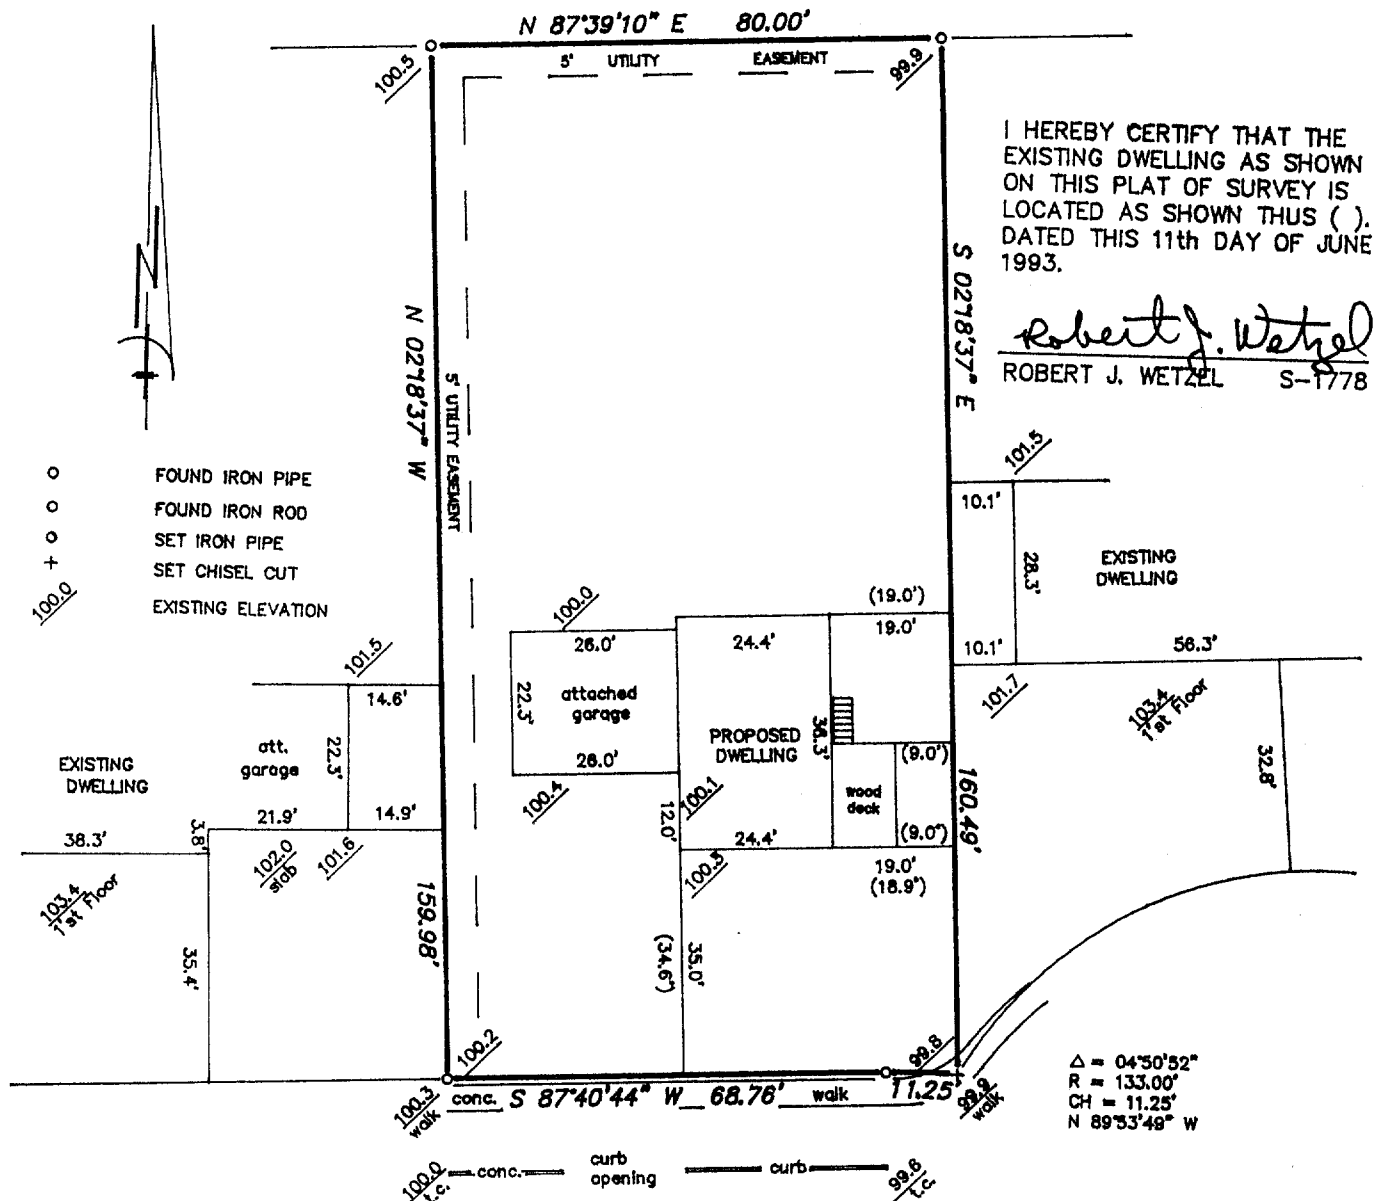 N 87°39'10" E 80.00'
5' UTILITY EASEMENT
100.5
99.9
I HEREBY CERTIFY THAT THE
EXISTING DWELLING AS SHOWN
ON THIS PLAT OF SURVEY IS
LOCATED AS SHOWN THUS ( ).
DATED THIS 11th DAY OF JUNE
1993.
Robert J. Wetzel
ROBERT J. WETZEL S-1778
N
N 02°18'37" W
S 02°18'37" E
5' UTILITY EASEMENT
FOUND IRON PIPE
FOUND IRON ROD
SET IRON PIPE
+ SET CHISEL CUT
100.0 EXISTING ELEVATION
101.5
10.1'
28.3'
EXISTING
DWELLING
10.1'
56.3'
101.7
103.4
1'st Floor
32.8'
100.0
(19.0')
19.0'
26.0'
24.4'
22.3'
attached
garage
26.0'
100.4
PROPOSED
DWELLING
36.3'
(9.0')
wood
deck
(9.0')
12.0'
100.1
24.4'
100.3
19.0'
(18.9')
160.49'
101.5
14.6'
22.3'
att.
garage
EXISTING
DWELLING
21.9'
14.9'
38.3'
3.8'
102.0
slab
101.6
103.4
1'st Floor
35.4'
159.98'
(34.6')
35.0'
100.2
99.8
Δ = 04°50'52"
R = 133.00'
CH = 11.25'
N 89°53'49" W
100.3
walk
conc. S 87°40'44" W 68.76' walk 11.25'
99.9
walk
100.0
t.c.
conc. curb
opening
curb
99.6
t.c.